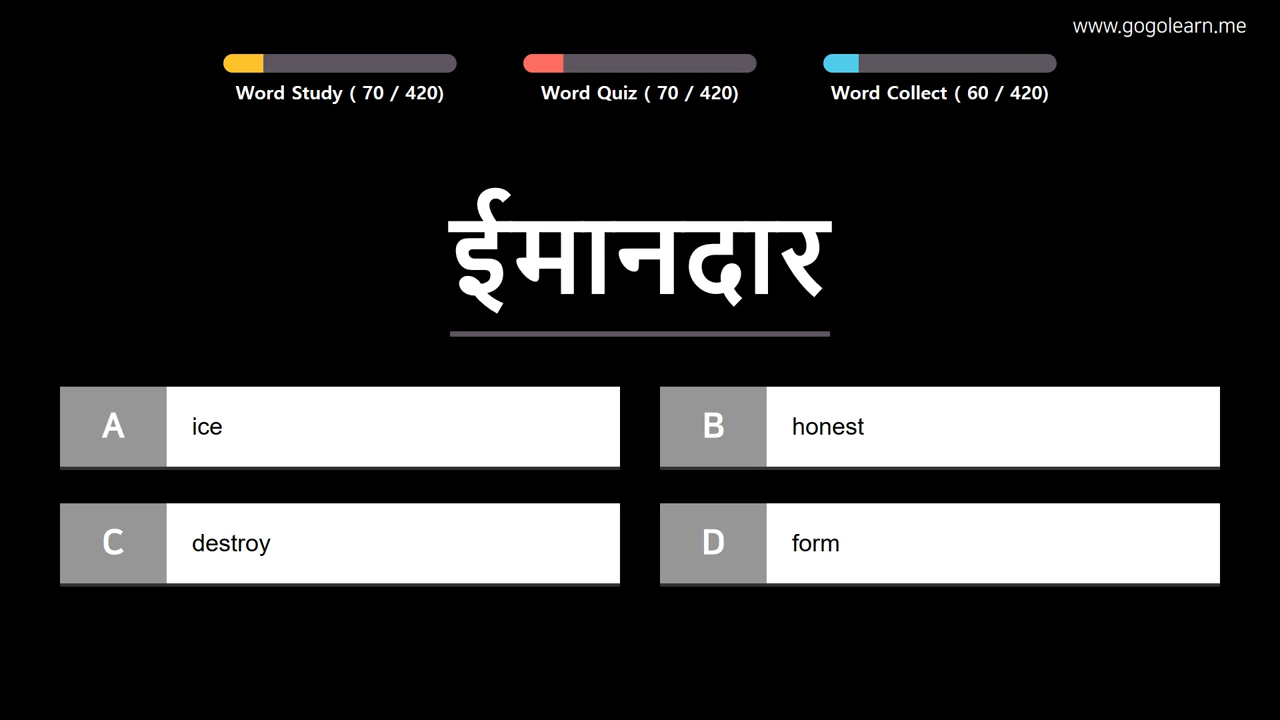 www.gogolearn.me
Word Study ( 70 / 420)
Word Quiz ( 70 / 420)
Word Collect ( 60 / 420)
ईमानदार
A ice
B honest
C destroy
D form